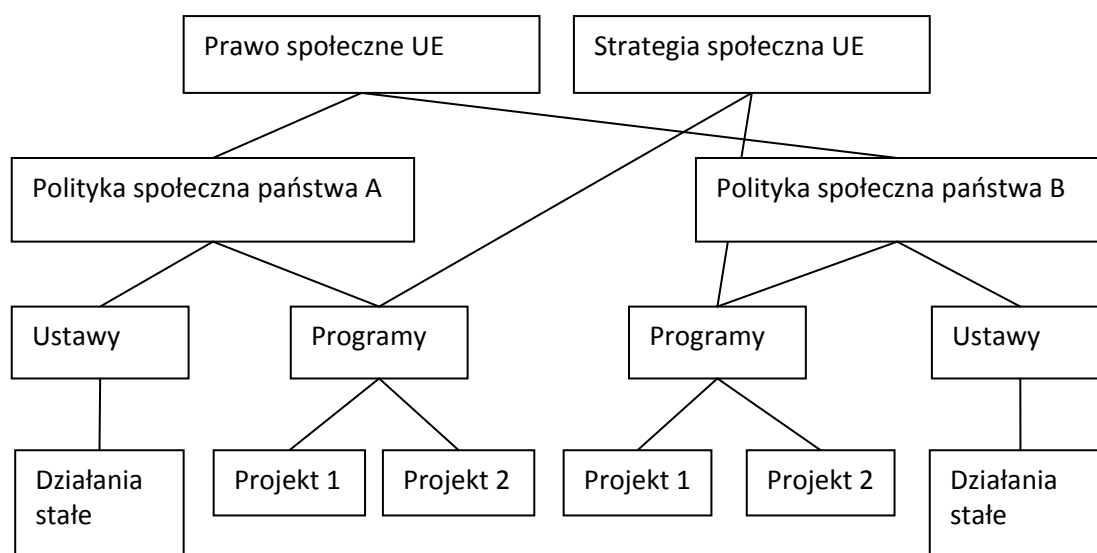 Prawo społeczne UE
Strategia społeczna UE
Polityka społeczna państwa A
Polityka społeczna państwa B
Ustawy
Programy
Programy
Ustawy
Działania
stałe
Projekt 1
Projekt 2
Projekt 1
Projekt 2
Działania
stałe